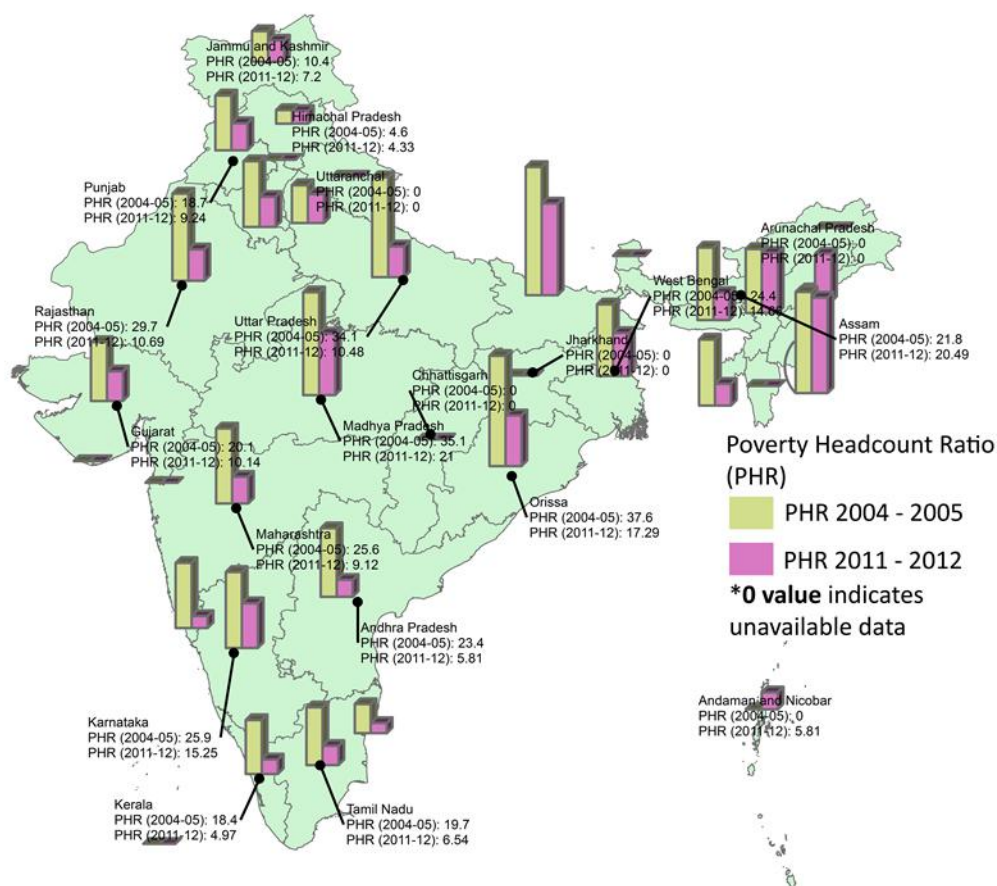 Jammu and Kashmir
PHR (2004-05): 10.4
PHR (2011-12): 7.2
Himachal Pradesh
PHR (2004-05): 4.6
PHR (2011-12): 4.33
Punjab
PHR (2004-05): 18.7
PHR (2011-12): 9.24
Uttaranchal
PHR (2004-05): 0
PHR (2011-12): 0
Arunachal Pradesh
PHR (2004-05): 0
PHR (2011-12): 0
West Bengal
PHR (2004-05): 24.4
PHR (2011-12): 14.66
Rajasthan
PHR (2004-05): 29.7
PHR (2011-12): 10.69
Uttar Pradesh
PHR (2004-05): 34.1
PHR (2011-12): 10.48
Assam
PHR (2004-05): 21.8
PHR (2011-12): 20.49
Jharkhand
PHR (2004-05): 0
PHR (2011-12): 0
Chhattisgarh
PHR (2004-05): 0
PHR (2011-12): 0
Gujarat
PHR (2004-05): 20.1
PHR (2011-12): 10.14
Madhya Pradesh
PHR (2004-05): 35.1
PHR (2011-12): 21
Orissa
PHR (2004-05): 37.6
PHR (2011-12): 17.29
Maharashtra
PHR (2004-05): 25.6
PHR (2011-12): 9.12
Andhra Pradesh
PHR (2004-05): 23.4
PHR (2011-12): 5.81
Karnataka
PHR (2004-05): 25.9
PHR (2011-12): 15.25
Kerala
PHR (2004-05): 18.4
PHR (2011-12): 4.97
Tamil Nadu
PHR (2004-05): 19.7
PHR (2011-12): 6.54
Andaman and Nicobar
PHR (2004-05): 0
PHR (2011-12): 5.81
Poverty Headcount Ratio
(PHR)
PHR 2004 - 2005
PHR 2011 - 2012
*0 value indicates
unavailable data